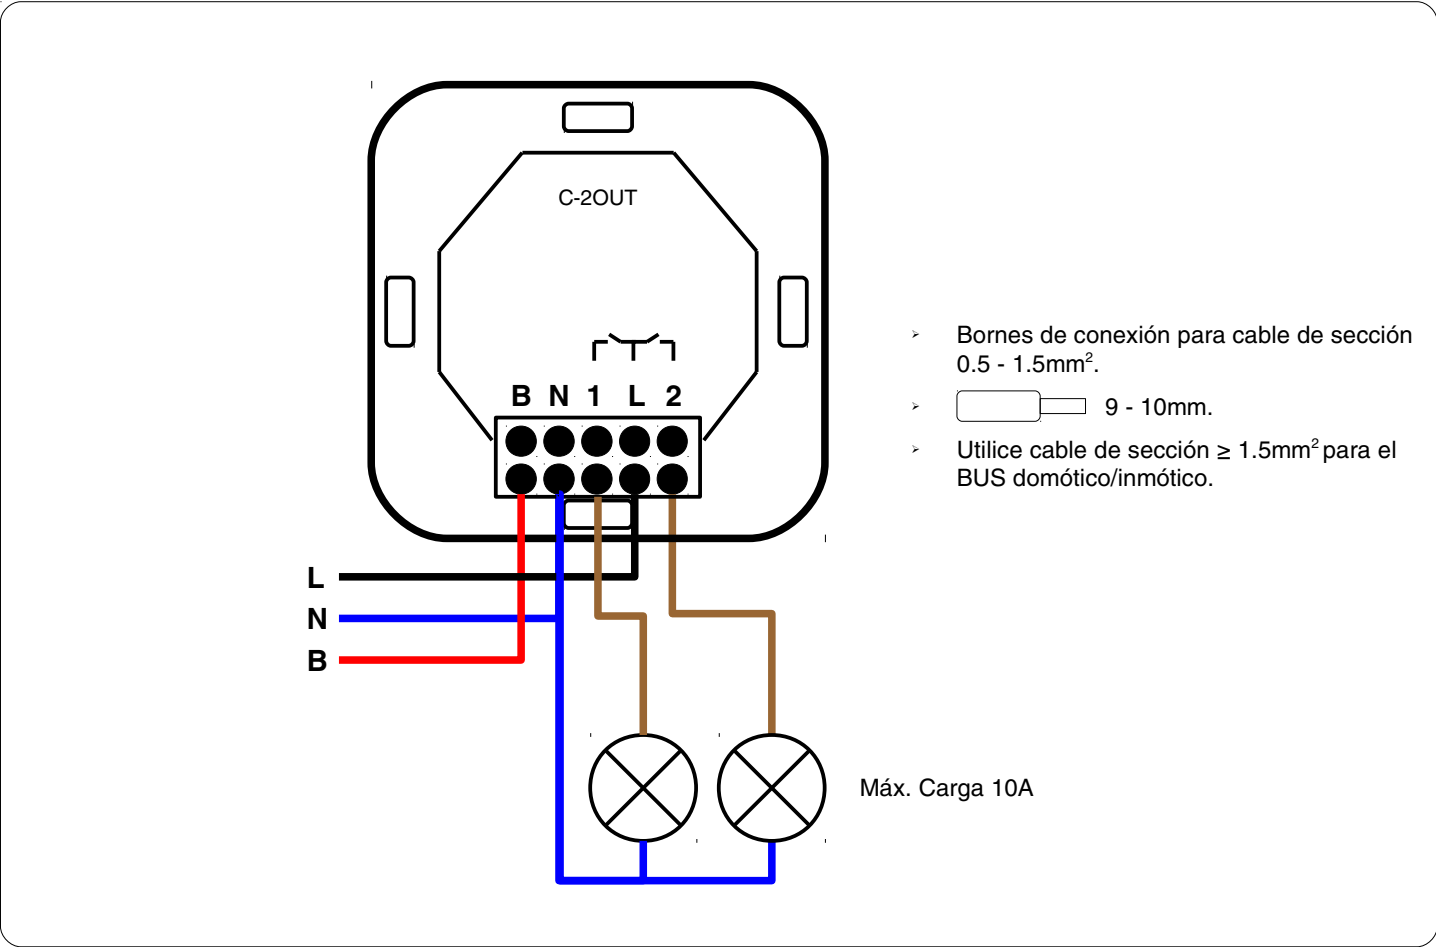 C-2OUT
B N 1 L 2
L
N
B
Bornes de conexión para cable de sección
0.5 - 1.5mm².
9 - 10mm.
Utilice cable de sección ≥ 1.5mm² para el
BUS domótico/inmótico.
Máx. Carga 10A